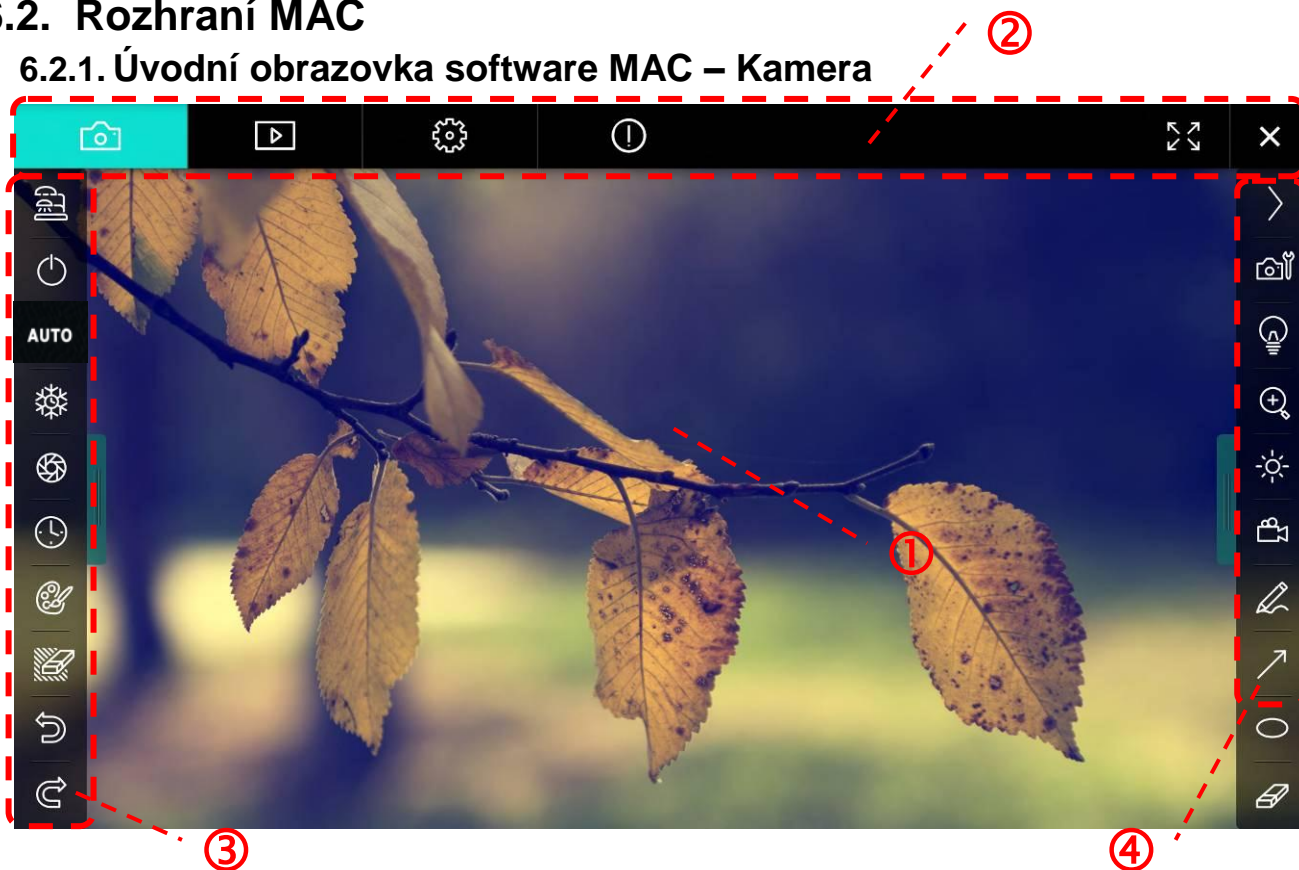 6.2. Rozhraní MAC
②
6.2.1. Úvodní obrazovka software MAC – Kamera
AUTO
①
③
④